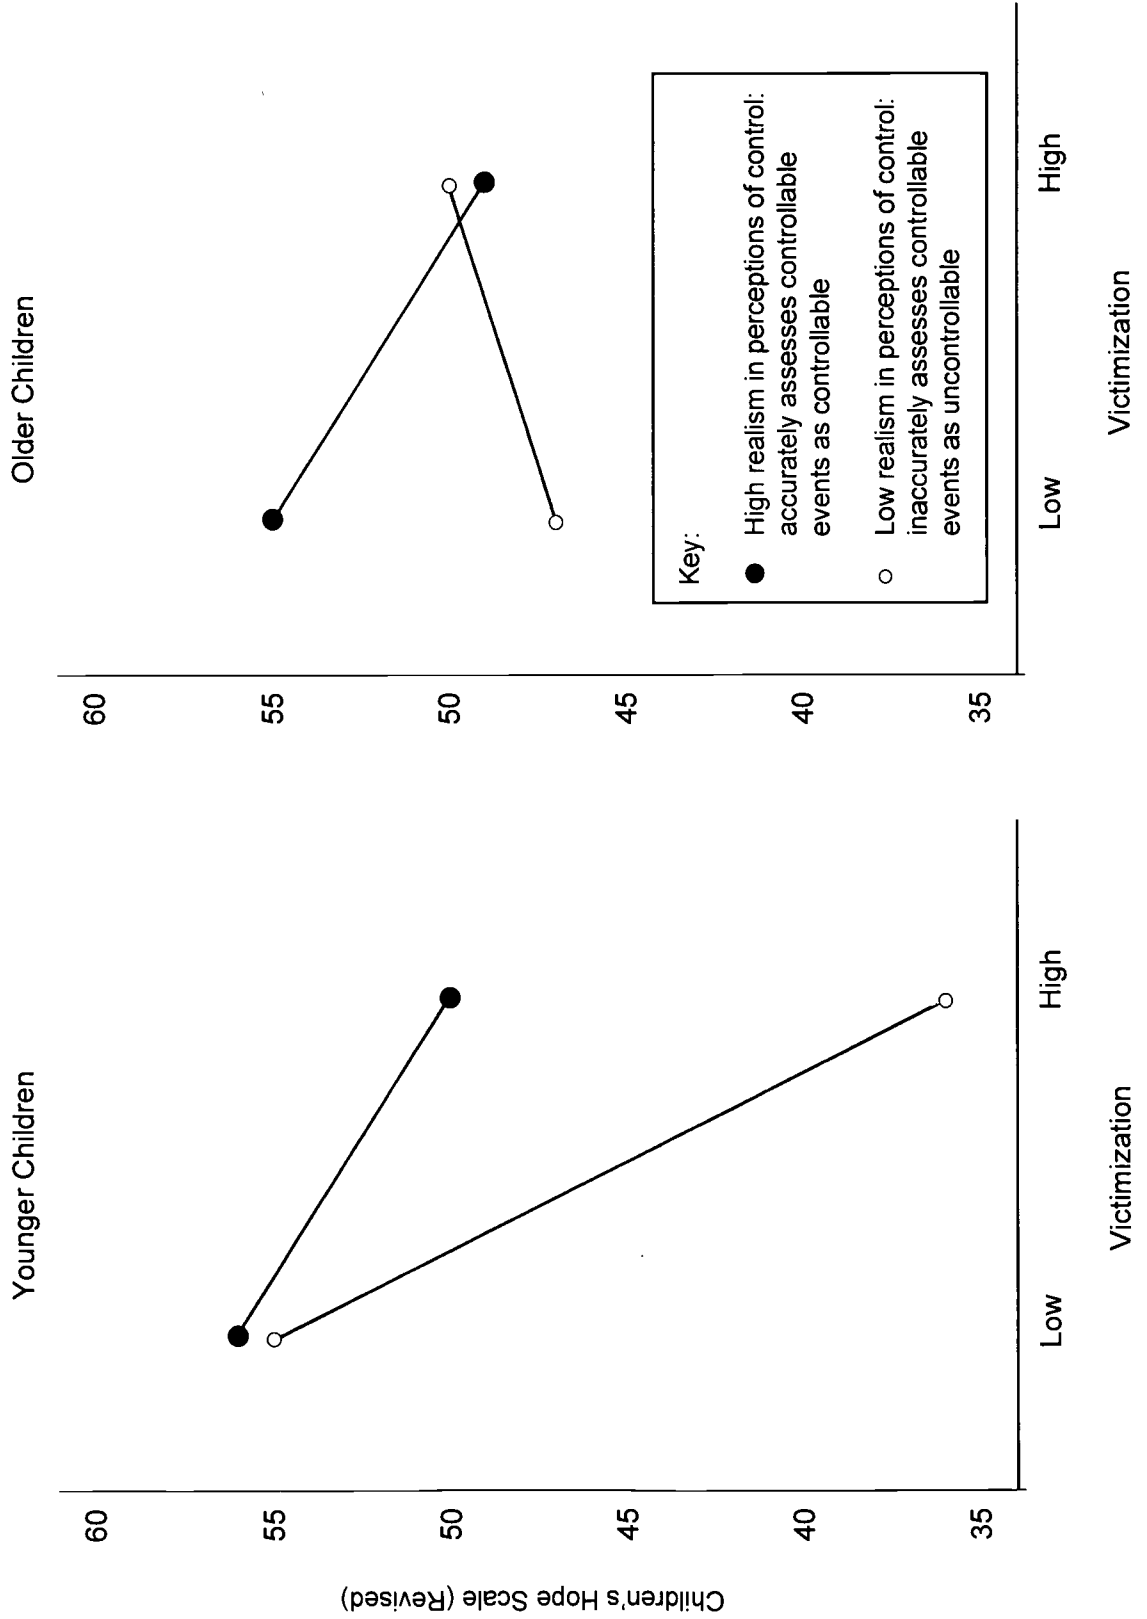 Younger Children
Older Children
Children's Hope Scale (Revised)
60
55
50
45
40
35
Low
High
Victimization
60
55
50
45
40
35
Key:
High realism in perceptions of control:
accurately assesses controllable
events as controllable
Low realism in perceptions of control:
inaccurately assesses controllable
events as uncontrollable
Low
High
Victimization